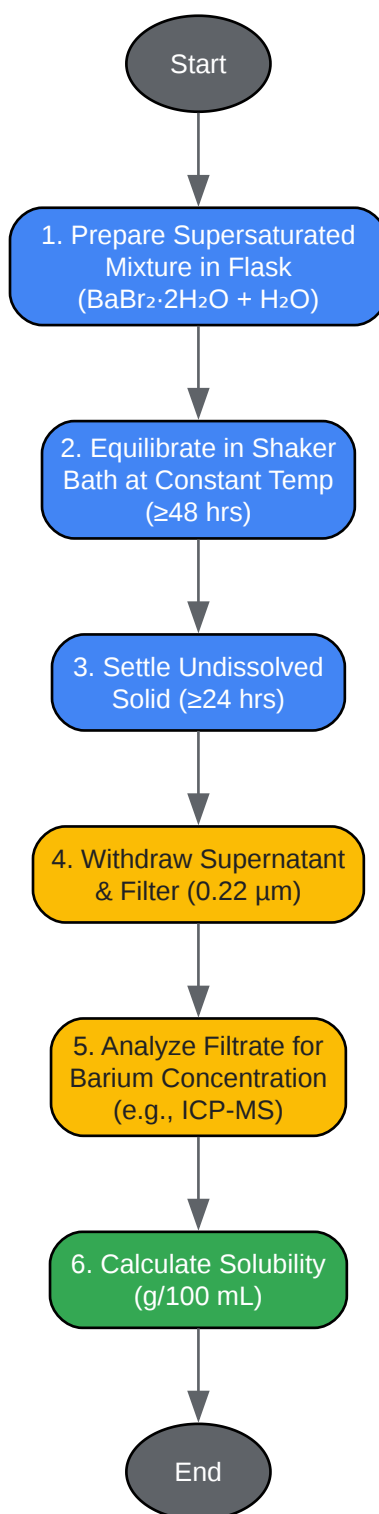 Start
1. Prepare Supersaturated
Mixture in Flask
(BaBr₂·2H₂O + H₂O)
2. Equilibrate in Shaker
Bath at Constant Temp
(≥48 hrs)
3. Settle Undissolved
Solid (≥24 hrs)
4. Withdraw Supernatant
& Filter (0.22 µm)
5. Analyze Filtrate for
Barium Concentration
(e.g., ICP-MS)
6. Calculate Solubility
(g/100 mL)
End